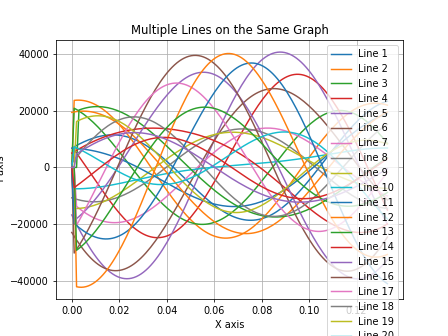 Multiple Lines on the Same Graph
40000
20000
0
−20000
−40000
0.00
0.02
0.04
0.06
0.08
0.10
X axis
Line 1
Line 2
Line 3
Line 4
Line 5
Line 6
Line 7
Line 8
Line 9
Line 10
Line 11
Line 12
Line 13
Line 14
Line 15
Line 16
Line 17
Line 18
Line 19
Line 20